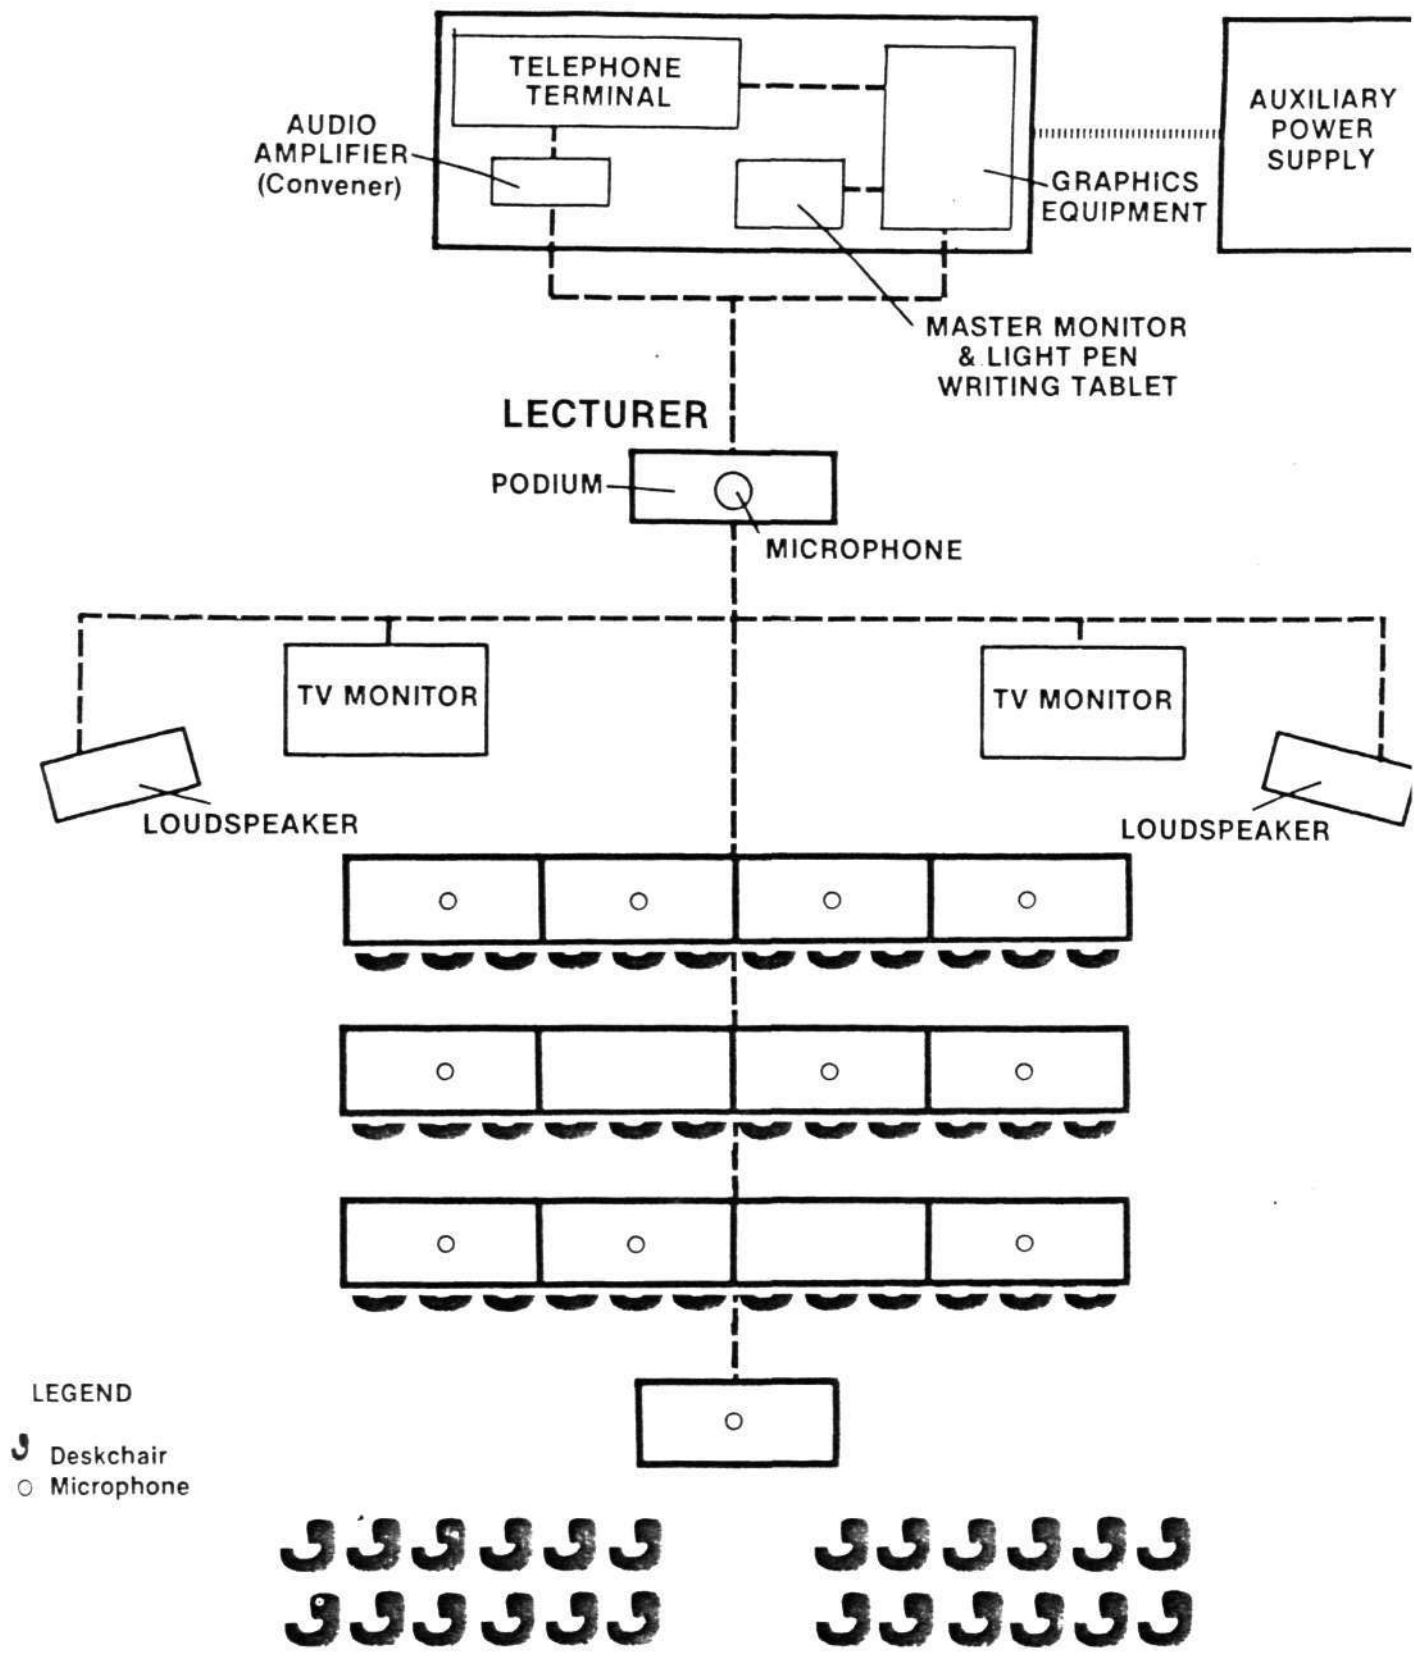 TELEPHONE
TERMINAL
AUDIO
AMPLIFIER
(Convener)
GRAPHICS
EQUIPMENT
AUXILIARY
POWER
SUPPLY
MASTER MONITOR
& LIGHT PEN
WRITING TABLET
LECTURER
PODIUM
MICROPHONE
TV MONITOR
TV MONITOR
LOUDSPEAKER
LOUDSPEAKER
LEGEND
Deskchair
Microphone